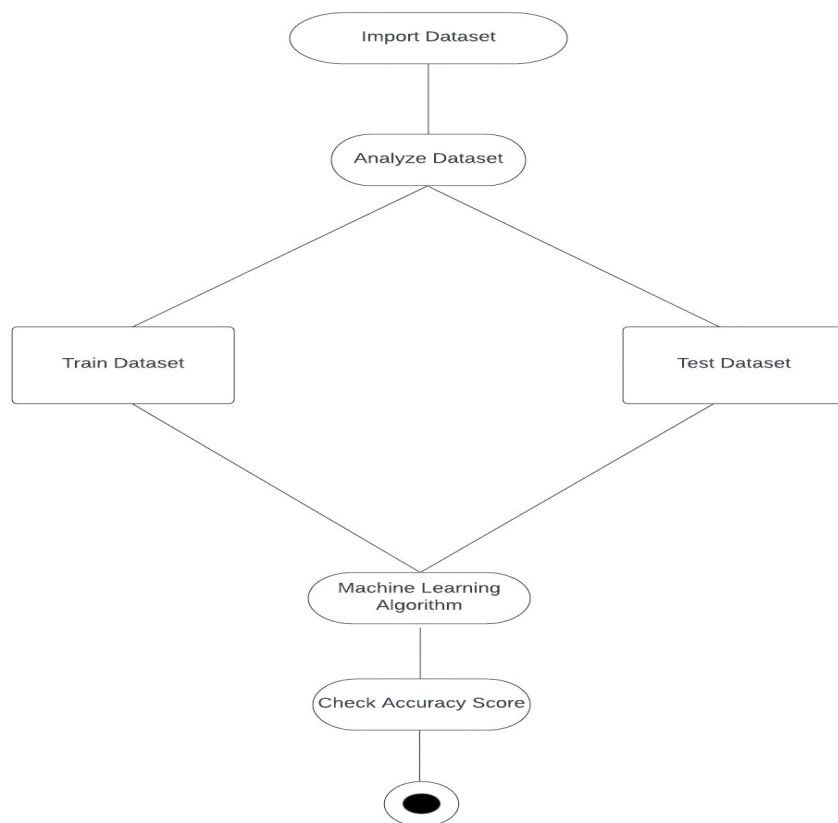 Import Dataset
Analyze Dataset
Train Dataset
Test Dataset
Machine Learning
Algorithm
Check Accuracy Score